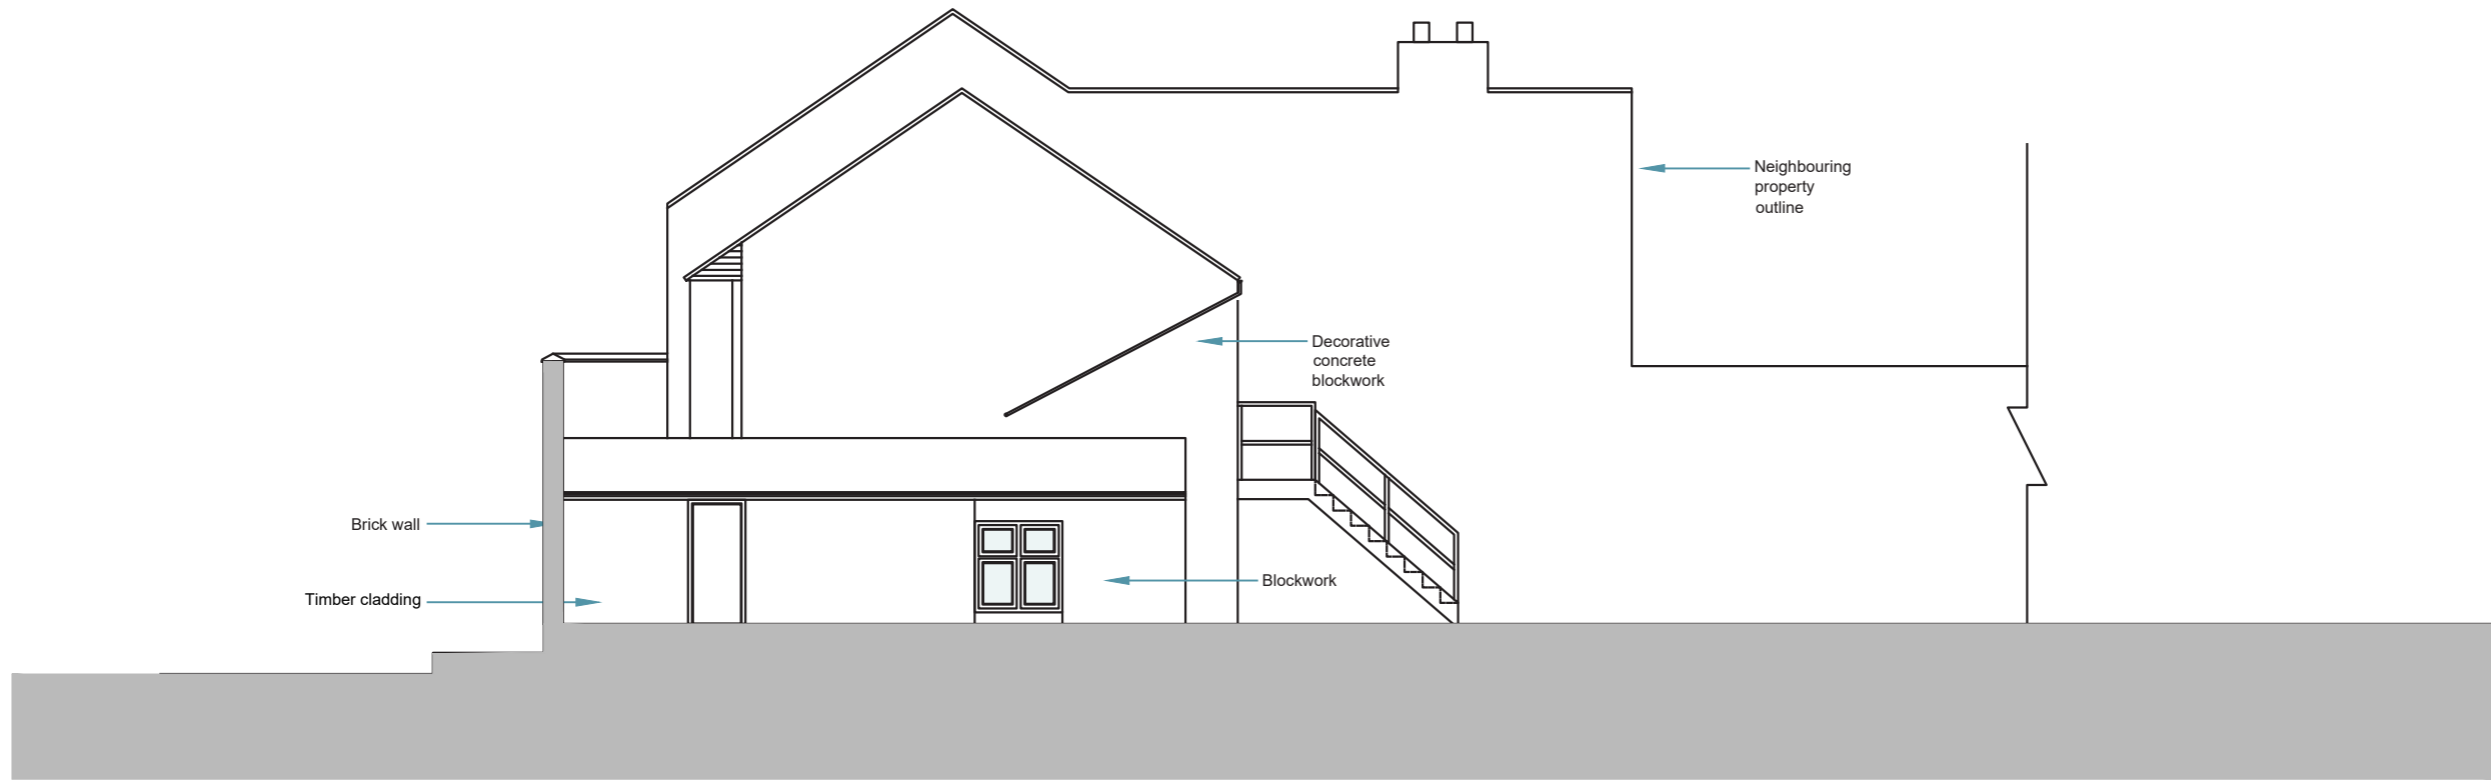 Neighbouring
property
outline
Decorative
concrete
blockwork
Brick wall
Blockwork
Timber cladding